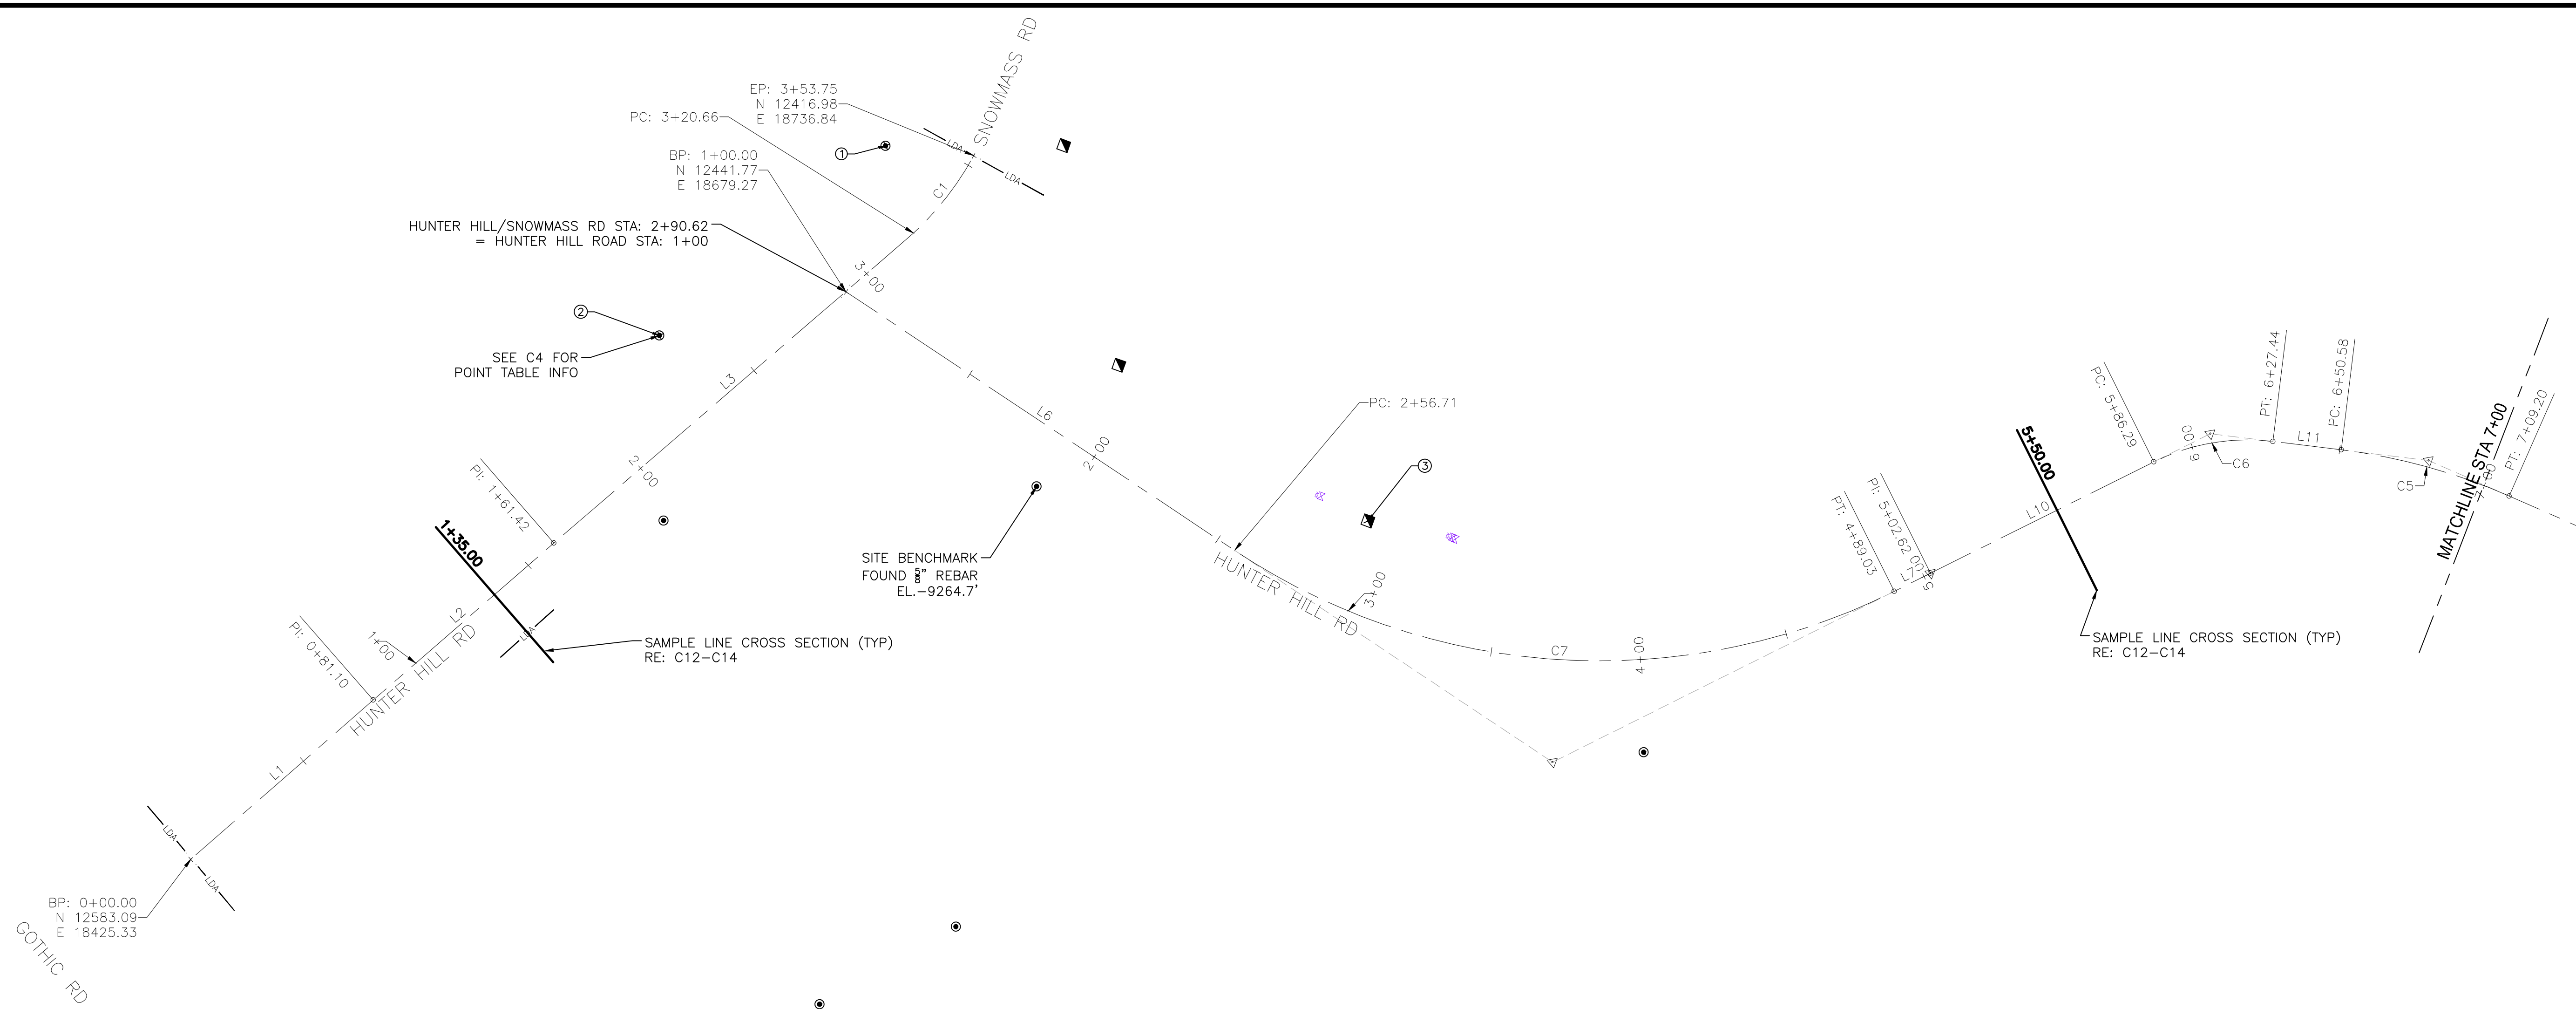 SNOWMASS RD
EP: 3+53.75
N 12416.98
E 18736.84
PC: 3+20.66
1
LDA
LDA
BP: 1+00.00
N 12441.77
E 18679.27
C1
HUNTER HILL/SNOWMASS RD STA: 2+90.62
= HUNTER HILL ROAD STA: 1+00
3+00
2
SEE C4 FOR
POINT TABLE INFO
L3
L6
2+00
PC: 2+56.71
3
2+00
PI: 1+61.42
1+35.00
SITE BENCHMARK
FOUND 5/8" REBAR
EL.-9264.7'
HUNTER HILL RD
3+00
L2
LDA
SAMPLE LINE CROSS SECTION (TYP)
RE: C12-C14
PI: 0+81.10
1+00
HUNTER HILL RD
L1
LDA
LDA
BP: 0+00.00
N 12583.09
E 18425.33
GOTHIC RD
C7
4+00
PT: 4+89.03
PI: 5+02.62
5+00
L7
5+50.00
L10
SAMPLE LINE CROSS SECTION (TYP)
RE: C12-C14
PC: 5+86.29
6+00
C6
PT: 6+27.44
L11
PC: 6+50.58
C5
MATCHLINE STA 7+00
7+00
PT: 7+09.20